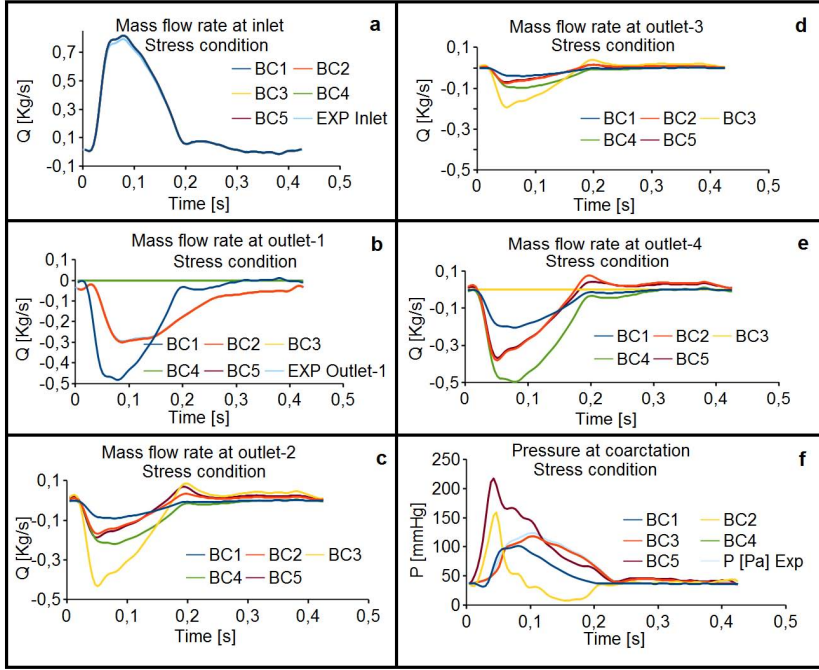 Mass flow rate at inlet
Stress condition
a
Q [Kg/s]
0,7
0,5
0,3
0,1
-0,1
0
0,1
0,2
0,3
0,4
0,5
Time [s]
BC1
BC2
BC3
BC4
BC5
EXP Inlet
Mass flow rate at outlet-3
Stress condition
d
Q [Kg/s]
0,1
-0,1
-0,3
-0,5
0
0,1
0,2
0,3
0,4
0,5
Time [s]
BC1
BC2
BC3
BC4
BC5
Mass flow rate at outlet-1
Stress condition
b
Q [Kg/s]
0,1
0
-0,1
-0,2
-0,3
-0,4
-0,5
0
0,1
0,2
0,3
0,4
0,5
Time [s]
BC1
BC2
BC3
BC4
BC5
EXP Outlet-1
Mass flow rate at outlet-4
Stress condition
e
Q [Kg/s]
0,1
-0,1
-0,3
-0,5
0
0,1
0,2
0,3
0,4
0,5
Time [s]
BC1
BC2
BC3
BC4
BC5
Mass flow rate at outlet-2
Stress condition
c
Q [Kg/s]
0,1
-0,1
-0,3
-0,5
0
0,1
0,2
0,3
0,4
0,5
Time [s]
BC1
BC2
BC3
BC4
BC5
Pressure at coarctation
Stress condition
f
P [mmHg]
250
200
150
100
50
0
0
0,1
0,2
0,3
0,4
0,5
Time [s]
BC1
BC2
BC3
BC4
BC5
P [Pa] Exp